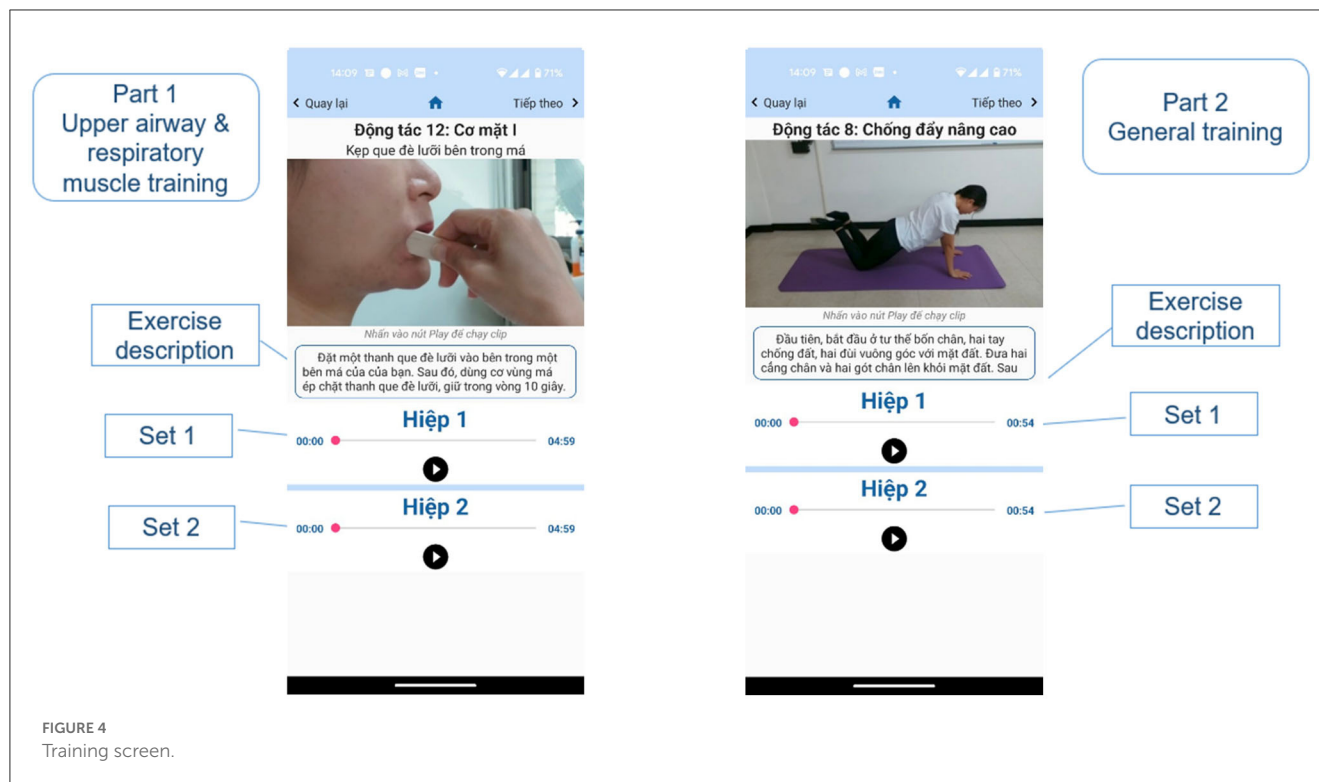 Part 1
Upper airway &
respiratory
muscle training
Exercise
description
Set 1
Set 2
14:09
71%
Quay lại
Tiếp theo
Động tác 12: Cơ mặt I
Kẹp que đè lưỡi bên trong má
Nhấn vào nút Play để chạy clip
Đặt một thanh que đè lưỡi vào bên trong một
bên má của của bạn. Sau đó, dùng cơ vùng má
ép chặt thanh que đè lưỡi, giữ trong vòng 10 giây.
Hiệp 1
00:00 04:59
Hiệp 2
00:00 04:59
14:09
71%
Quay lại
Tiếp theo
Động tác 8: Chống đẩy nâng cao
Nhấn vào nút Play để chạy clip
Đầu tiên, bắt đầu ở tư thế bốn chân, hai tay
chống đất, hai đùi vuông góc với mặt đất. Đưa hai
cẳng chân và hai gót chân lên khỏi mặt đất. Sau
Hiệp 1
00:00 00:54
Hiệp 2
00:00 00:54
Part 2
General training
Exercise
description
Set 1
Set 2
FIGURE 4
Training screen.